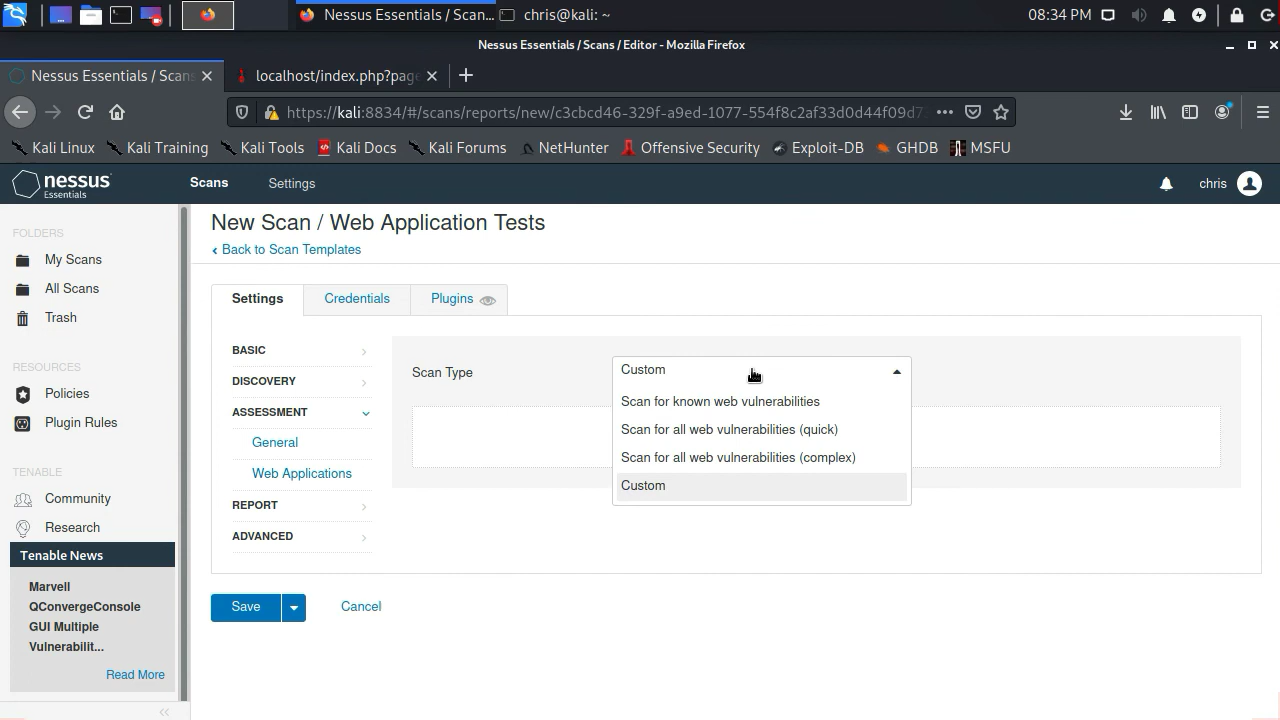 Nessus Essentials / Scan...
chris@kali: ~
08:34 PM
Nessus Essentials / Scans / Editor - Mozilla Firefox
Nessus Essentials / Scans
localhost/index.php?page
https://kali:8834/#/scans/reports/new/c3cbcd46-329f-a9ed-1077-554f8c2af33d0d44f09d7
Kali Linux
Kali Training
Kali Tools
Kali Docs
Kali Forums
NetHunter
Offensive Security
Exploit-DB
GHDB
MSFU
nessus
Essentials
Scans
Settings
chris
FOLDERS
My Scans
All Scans
Trash
RESOURCES
Policies
Plugin Rules
TENABLE
Community
Research
Tenable News
Marvell
QConvergeConsole
GUI Multiple
Vulnerabilit...
Read More
New Scan / Web Application Tests
‹ Back to Scan Templates
Settings
Credentials
Plugins
BASIC
DISCOVERY
ASSESSMENT
General
Web Applications
REPORT
ADVANCED
Scan Type
Custom
Scan for known web vulnerabilities
Scan for all web vulnerabilities (quick)
Scan for all web vulnerabilities (complex)
Custom
Save
Cancel